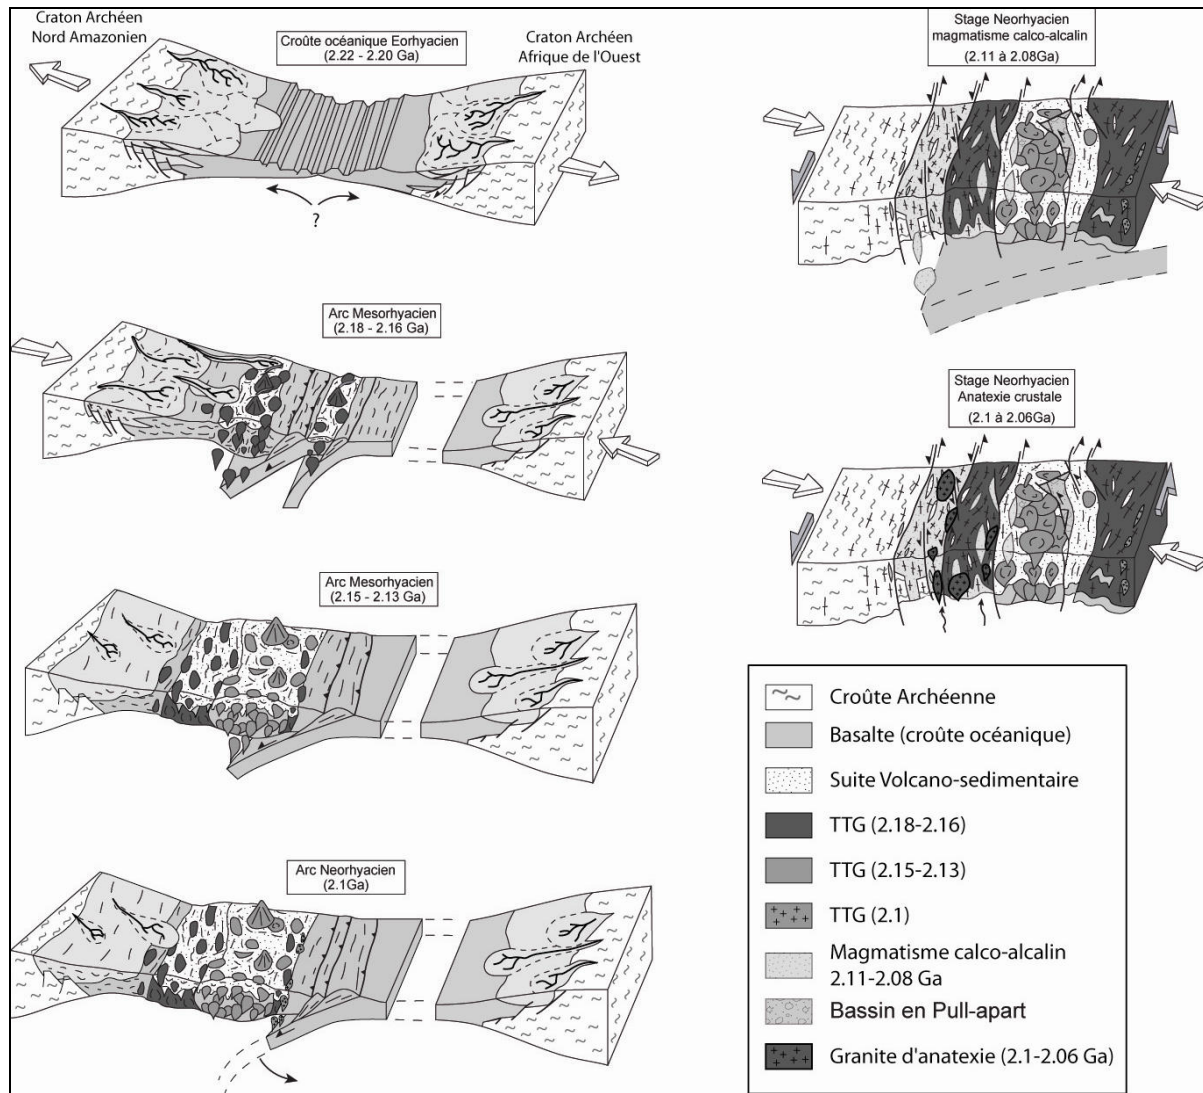 Craton Archéen
Nord Amazonien
Croûte océanique Eorhyacien
(2.22 - 2.20 Ga)
Craton Archéen
Afrique de l'Ouest
?
Arc Mesorhyacien
(2.18 - 2.16 Ga)
Arc Mesorhyacien
(2.15 - 2.13 Ga)
Arc Neorhyacien
(2.1Ga)
Stage Neorhyacien
magmatisme calco-alcalin
(2.11 à 2.08Ga)
Stage Neorhyacien
Anatexie crustale
(2.1 à 2.06Ga)
Croûte Archéenne
Basalte (croûte océanique)
Suite Volcano-sedimentaire
TTG (2.18-2.16)
TTG (2.15-2.13)
TTG (2.1)
Magmatisme calco-alcalin
2.11-2.08 Ga
Bassin en Pull-apart
Granite d'anatexie (2.1-2.06 Ga)